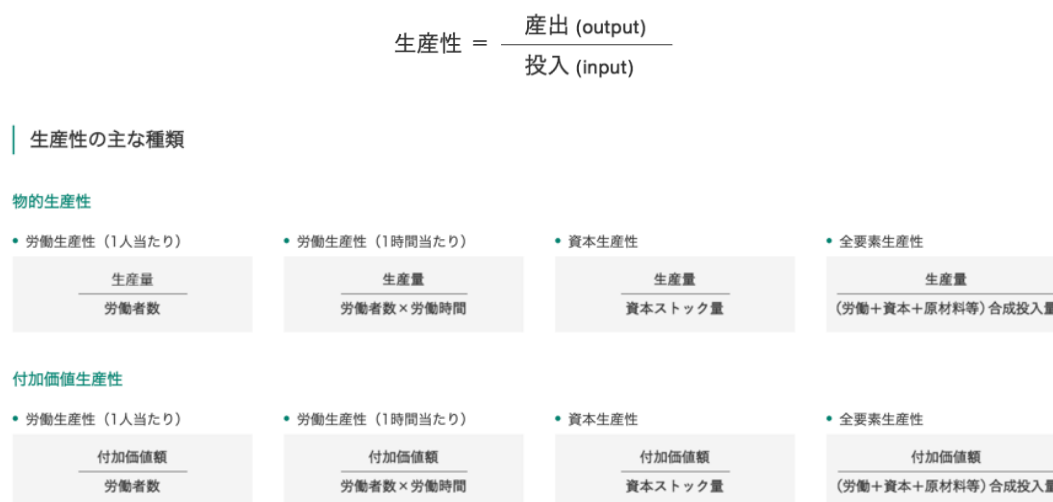 生産性 = 産出 (output)
投入 (input)
生産性の主な種類
物的生産性
• 労働生産性（1人当たり）
生産量
労働者数
• 労働生産性（1時間当たり）
生産量
労働者数×労働時間
• 資本生産性
生産量
資本ストック量
• 全要素生産性
生産量
（労働＋資本＋原材料等）合成投入量
付加価値生産性
• 労働生産性（1人当たり）
付加価値額
労働者数
• 労働生産性（1時間当たり）
付加価値額
労働者数×労働時間
• 資本生産性
付加価値額
資本ストック量
• 全要素生産性
付加価値額
（労働＋資本＋原材料等）合成投入量